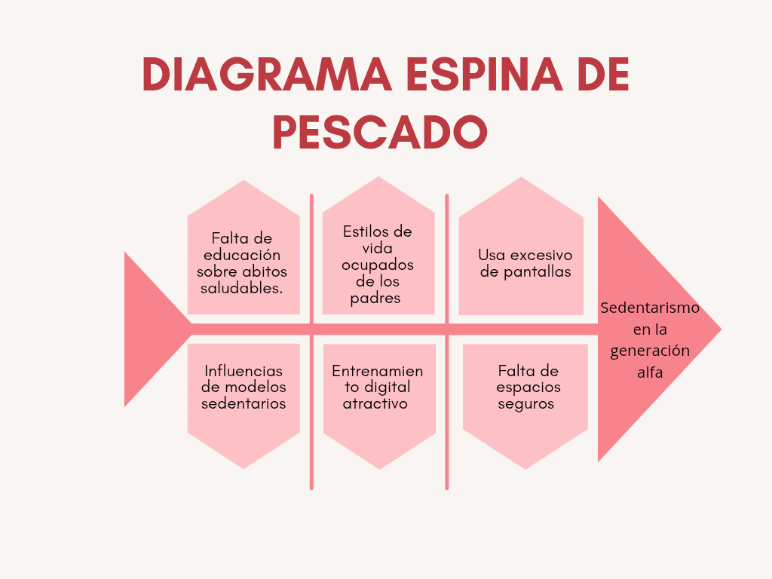 DIAGRAMA ESPINA DE
PESCADO
Falta de
educación
sobre abitos
saludables.
Estilos de
vida
ocupados
de los
padres
Usa excesivo
de pantallas
Sedentarismo
en la
generación
alfa
Influencias
de modelos
sedentarios
Entrenamien
to digital
atractivo
Falta de
espacios
seguros